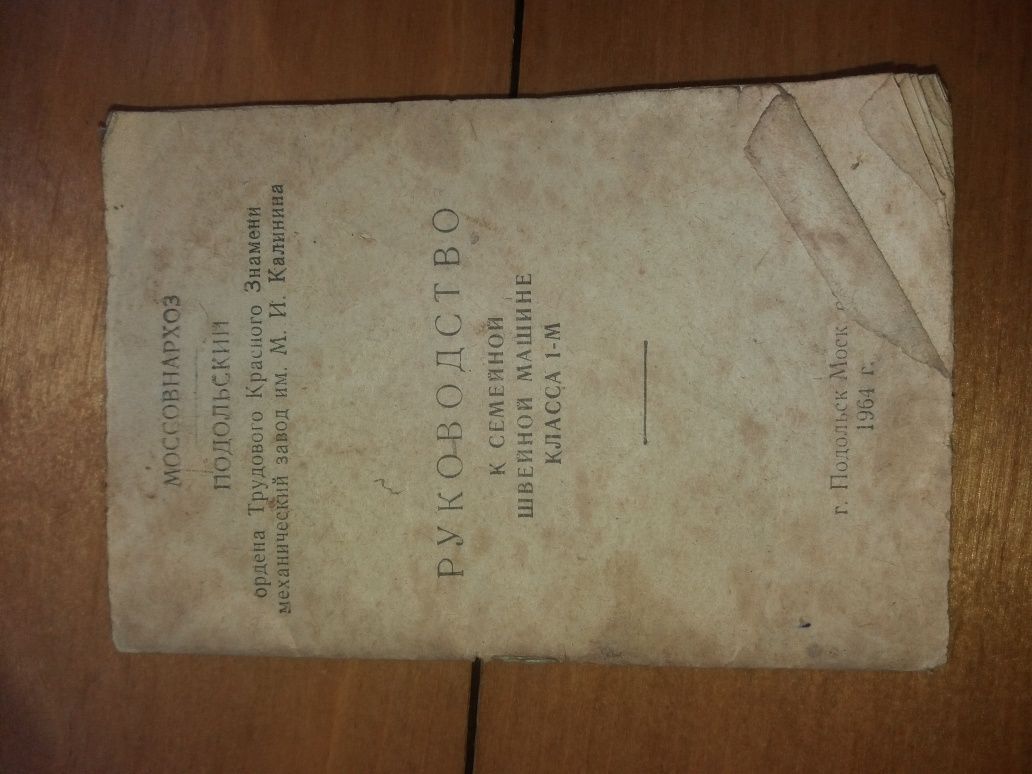 МОССОВНАРХОЗ
ПОДОЛЬСКИЙ
ордена Трудового Красного Знамени
механический завод им. М. И. Калинина
РУКОВОДСТВО
К СЕМЕЙНОЙ
ШВЕЙНОЙ МАШИНЕ
КЛАССА 1-М
г. Подольск Моск
1964 г.